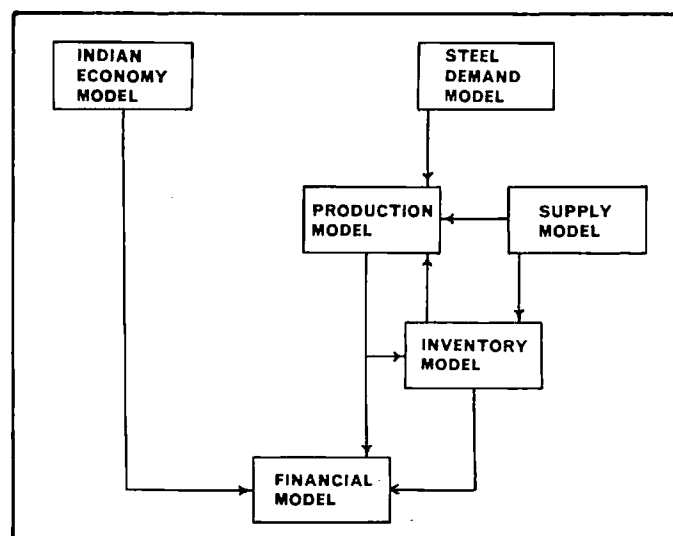 INDIAN
ECONOMY
MODEL
STEEL
DEMAND
MODEL
PRODUCTION
MODEL
SUPPLY
MODEL
INVENTORY
MODEL
FINANCIAL
MODEL